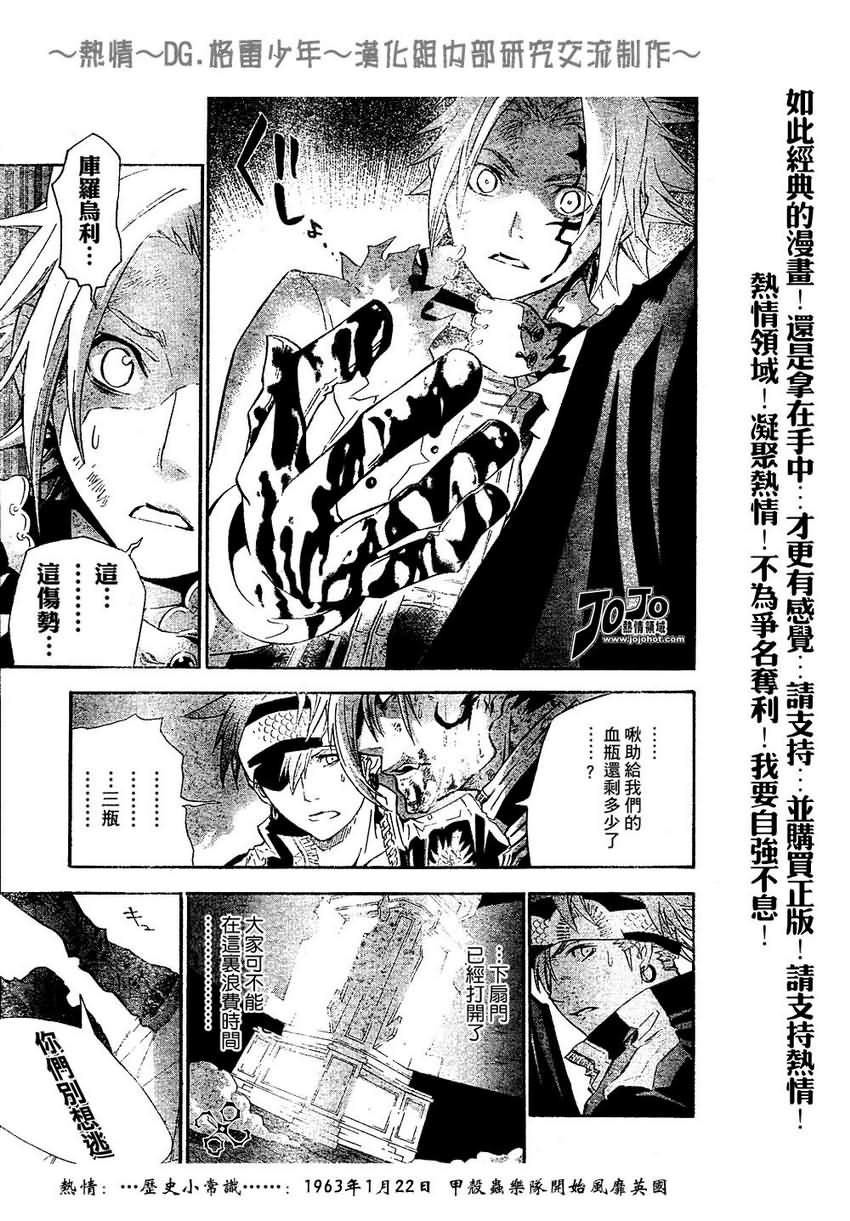 ～熱情～DG.格雷少年～漢化組內部研究交流制作～
如此經典的漫畫！還是拿在手中…才更有感覺…請支持…並購買正版！請支持熱情！
熱情領域！凝聚熱情！不為爭名奪利！我要自強不息！
ぐしょ
JOJO
熱情領域
www.jojohot.com
庫羅烏利…
這…
這傷勢…
……
啾助給我們的
血瓶還剩多少了
……？
……
……三瓶
…下扇門
已經打開了
大家可不能
在這裏浪費時間
…………
你們別想逃
熱情：…歷史小常識……：1963年1月22日 甲殼蟲樂隊開始風靡英國